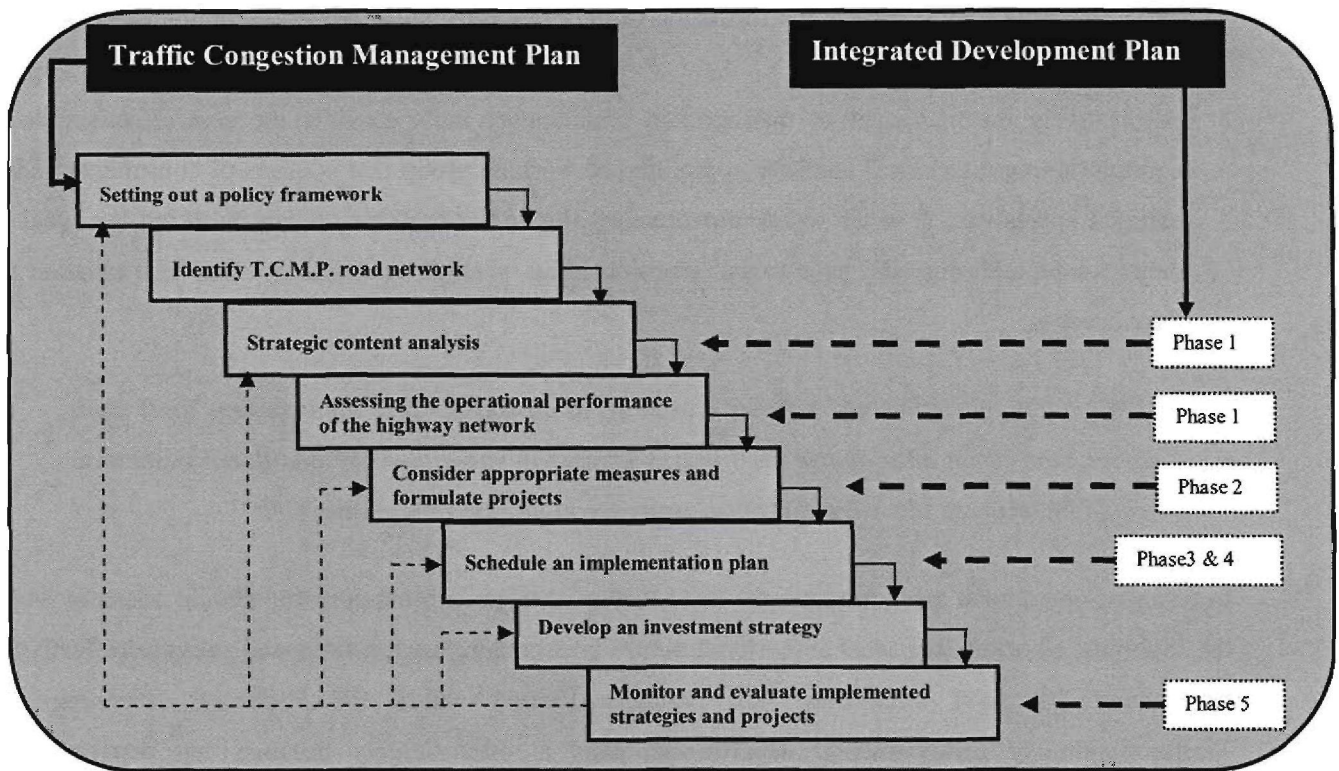 Traffic Congestion Management Plan
Integrated Development Plan
Setting out a policy framework
Identify T.C.M.P. road network
Strategic content analysis
Phase 1
Assessing the operational performance
of the highway network
Phase 1
Consider appropriate measures and
formulate projects
Phase 2
Schedule an implementation plan
Phase3 & 4
Develop an investment strategy
Monitor and evaluate implemented
strategies and projects
Phase 5